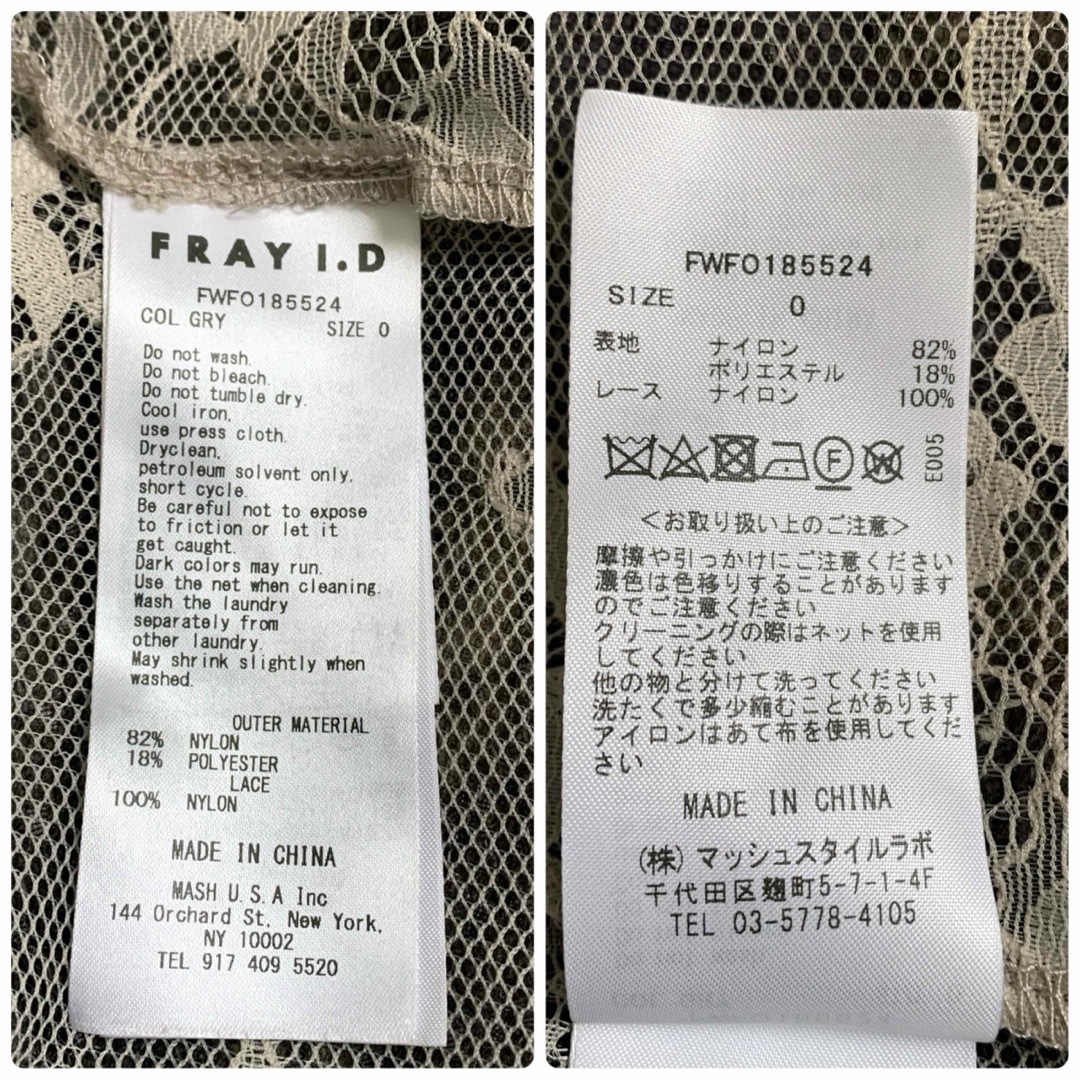 FRAY I.D
FWFO185524
COL GRY SIZE 0
Do not wash.
Do not bleach.
Do not tumble dry.
Cool iron,
use press cloth.
Dryclean,
petroleum solvent only,
short cycle.
Be careful not to expose
to friction or let it
get caught.
Dark colors may run.
Use the net when cleaning.
Wash the laundry
separately from
other laundry.
May shrink slightly when
washed.
OUTER MATERIAL
82% NYLON
18% POLYESTER
LACE
100% NYLON
MADE IN CHINA
MASH U.S.A Inc
144 Orchard St, New York,
NY 10002
TEL 917 409 5520
FWFO185524
SIZE 0
表地 ナイロン 82%
ポリエステル 18%
レース ナイロン 100%
F W
E005
<お取り扱い上のご注意>
摩擦や引っかけにご注意ください
濃色は色移りすることがあります
のでご注意ください
クリーニングの際はネットを使用
してください
他の物と分けて洗ってください
洗たくで多少縮むことがあります
アイロンはあて布を使用してくだ
さい
MADE IN CHINA
(株)マッシュスタイルラボ
千代田区麹町5-7-1-4F
TEL 03-5778-4105